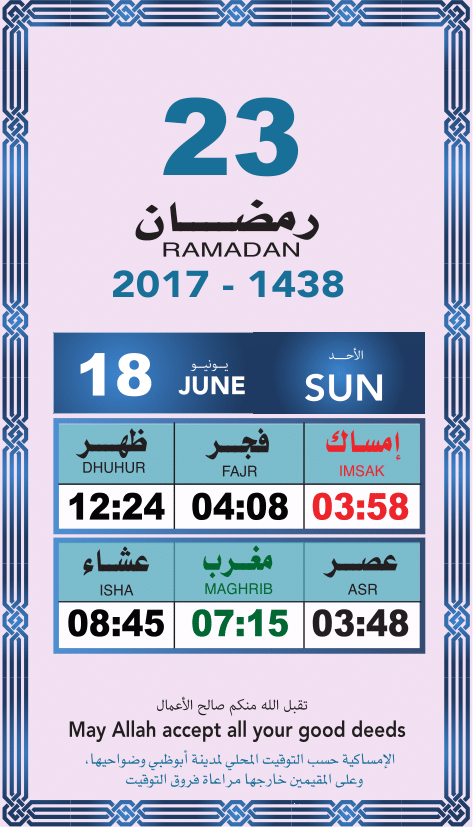 23
رمضان
RAMADAN
2017 - 1438
18 يونيو JUNE الأحد SUN
ظهر فجر إمساك
DHUHUR FAJR IMSAK
12:24 04:08 03:58
عشاء مغرب عصر
ISHA MAGHRIB ASR
08:45 07:15 03:48
تقبل الله منكم صالح الأعمال
May Allah accept all your good deeds
الإمساكية حسب التوقيت المحلي لمدينة أبوظبي وضواحيها،
وعلى المقيمين خارجها مراعاة فروق التوقيت